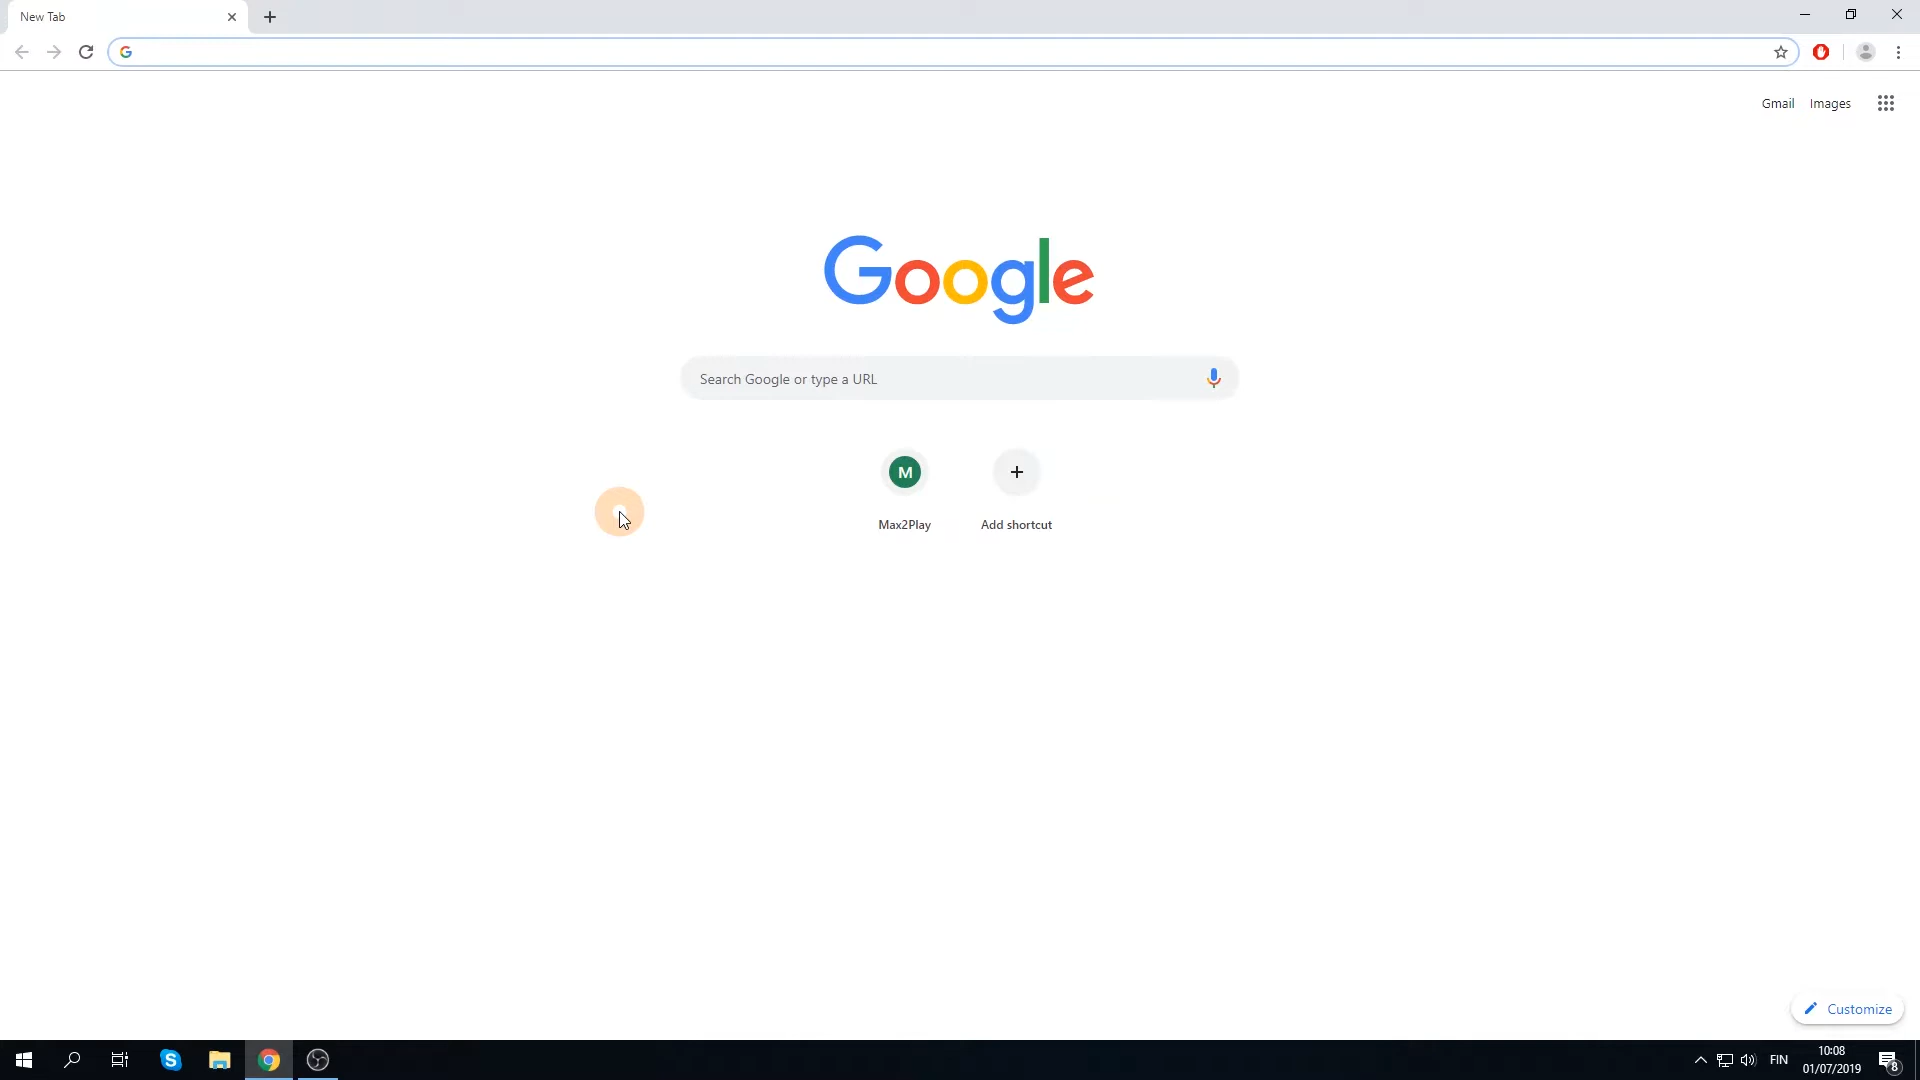 New Tab
Gmail Images
Google
Search Google or type a URL
M
Max2Play Add shortcut
Customize
S
FIN
10:08
01/07/2019
8